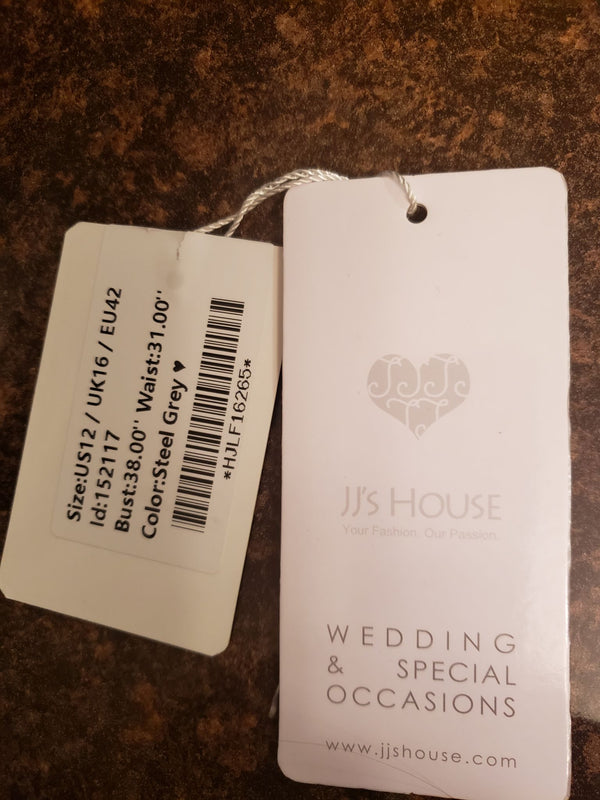 Size:US12 / UK16 / EU42
Id:152117
Bust:38.00'' Waist:31.00''
Color:Steel Grey ♥
*HJLF16265*
JJ's HOUSE
Your Fashion. Our Passion.
WEDDING
& SPECIAL
OCCASIONS
www.jjshouse.com